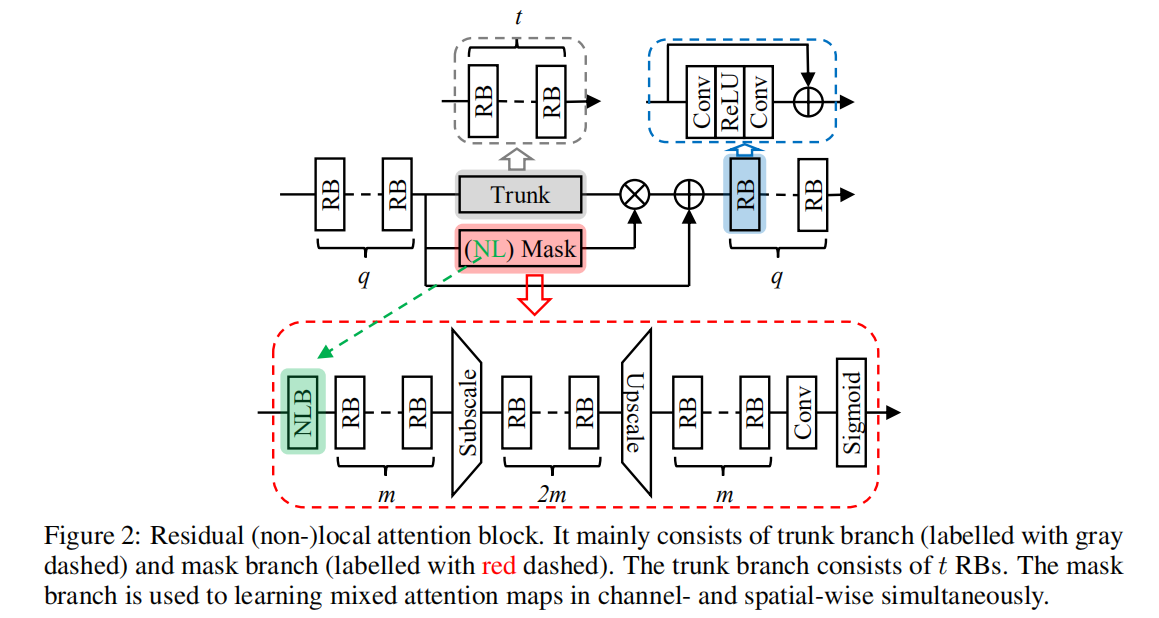 t
RB
RB
Conv
ReLU
Conv
RB
RB
Trunk
RB
RB
(NL) Mask
q
q
NLB
RB
RB
Subscale
RB
RB
Upscale
RB
RB
Conv
Sigmoid
m
2m
m
Figure 2: Residual (non-)local attention block. It mainly consists of trunk branch (labelled with gray
dashed) and mask branch (labelled with red dashed). The trunk branch consists of t RBs. The mask
branch is used to learning mixed attention maps in channel- and spatial-wise simultaneously.